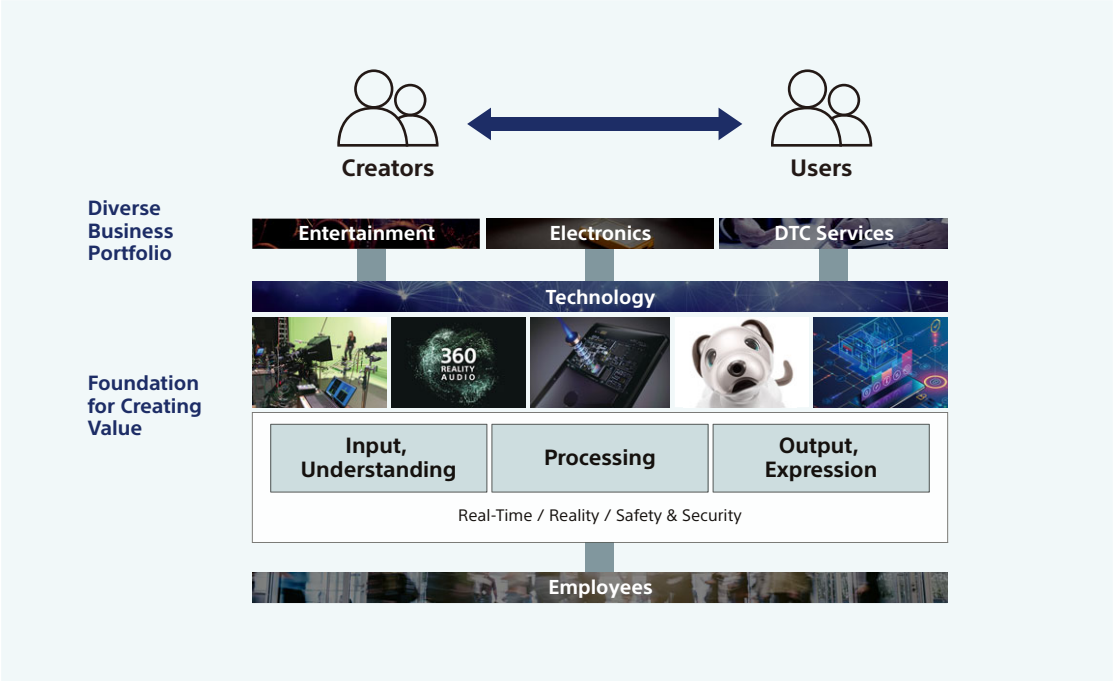 Creators
Users
Diverse
Business
Portfolio
Entertainment
Electronics
DTC Services
Technology
360
REALITY
AUDIO
Foundation
for Creating
Value
Input,
Understanding
Processing
Output,
Expression
Real-Time / Reality / Safety & Security
Employees